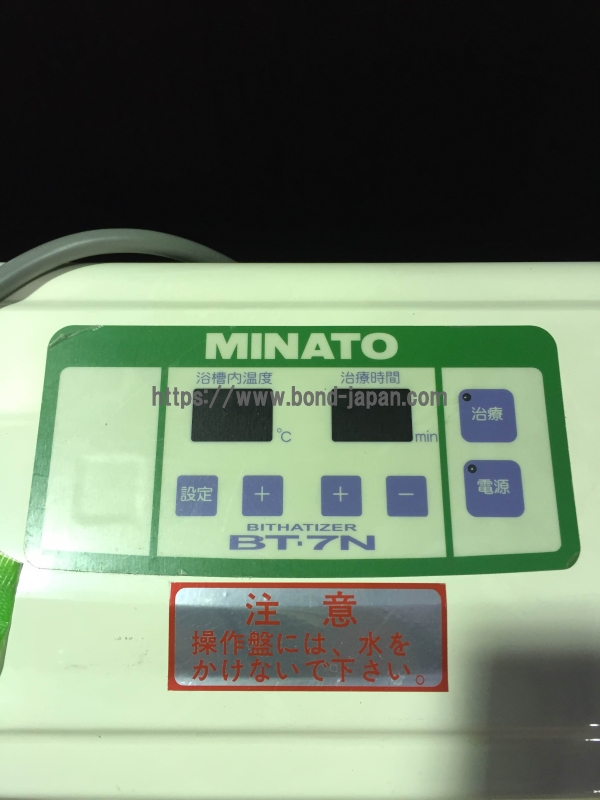 MINATO
浴槽内温度 治療時間
https://www.bond-japan.com
℃ min
治療
設定 + + −
電源
BITHATIZER
BT・7N
注意
操作盤には、水を
かけないで下さい。